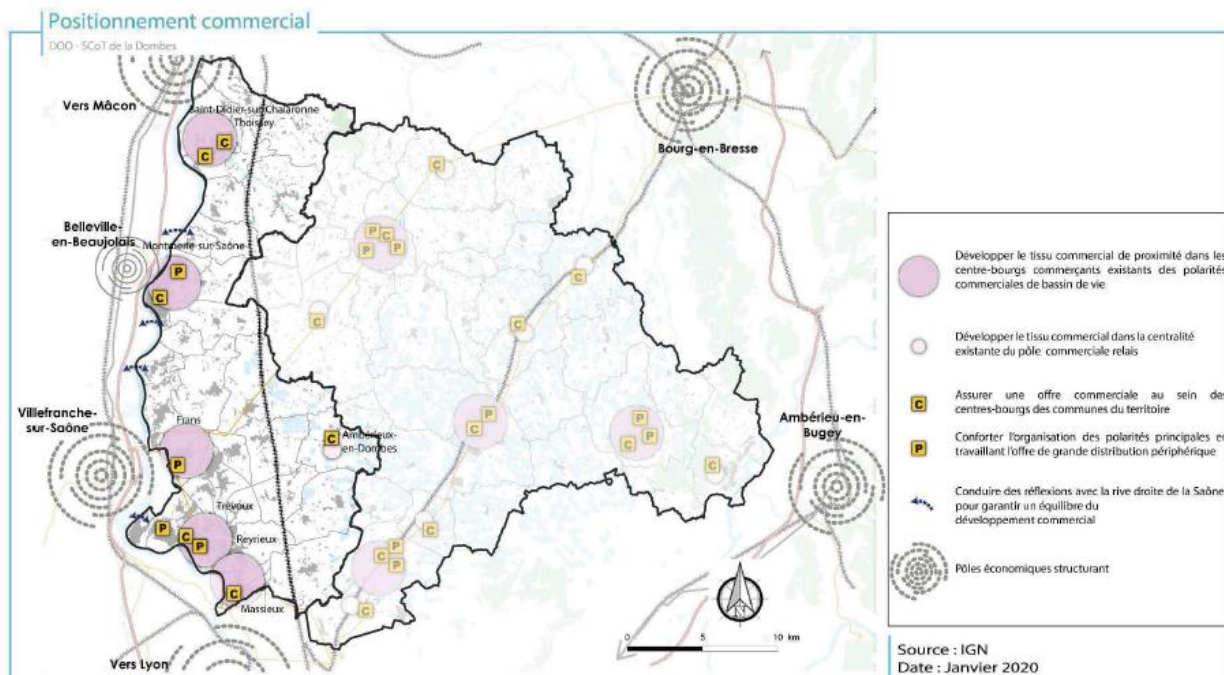 Positionnement commercial
DOO - SCoT de la Dombes
Vers Mâcon
Saint-Didier-sur-Chalaronne
Thoissey
Bourg-en-Bresse
C
C
C
Belleville-
en-Beaujolais
Montmerle-sur-Saône
P
C
P
C
P
P
C
C
C
Villefranche-
sur-Saône
Frans
P
C
Ambérieux-
en-Dombes
P
C
P
P
C
C
Ambérieu-en-
Bugey
Trévoux
Reyrieux
P
C
P
C
P
C
P
C
Massieux
C
Vers Lyon
0 5 10 km
Développer le tissu commercial de proximité dans les
centre-bourgs commerçants existants des polarités
commerciales de bassin de vie
Développer le tissu commercial dans la centralité
existante du pôle commerciale relais
C
Assurer une offre commerciale au sein des
centres-bourgs des communes du territoire
P
Conforter l'organisation des polarités principales en
travaillant l'offre de grande distribution périphérique
Conduire des réflexions avec la rive droite de la Saône
pour garantir un équilibre du
développement commercial
Pôles économiques structurant
Source : IGN
Date : Janvier 2020